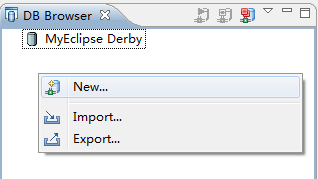 DB Browser
MyEclipse Derby
New...
Import...
Export...